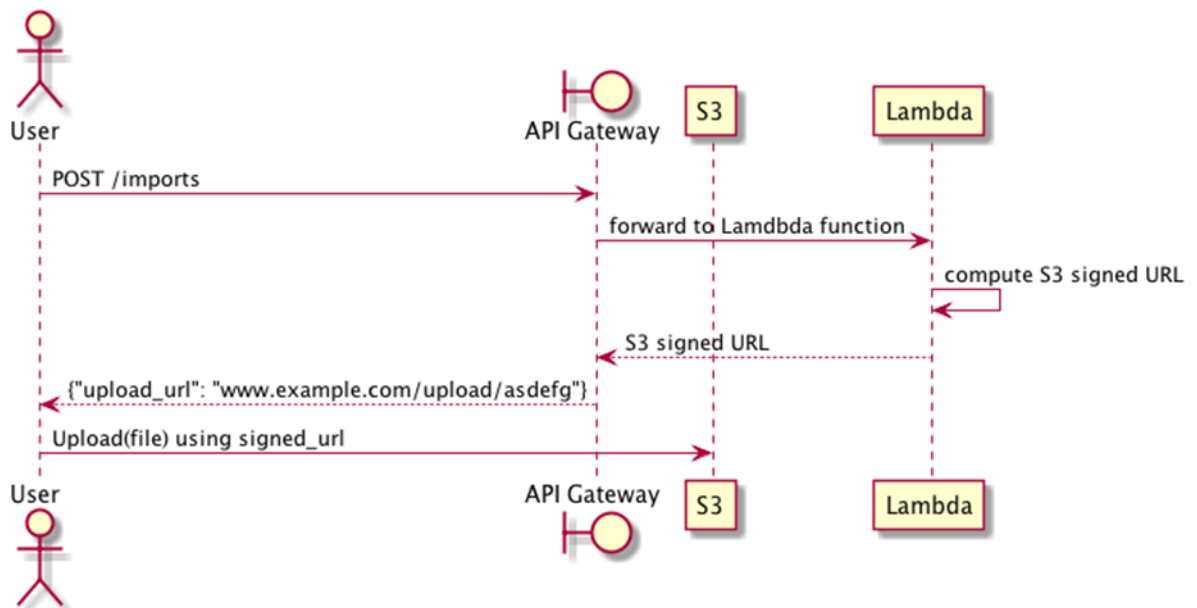 User
API Gateway
S3
Lambda
POST /imports
forward to Lamdbda function
compute S3 signed URL
S3 signed URL
{"upload_url": "www.example.com/upload/asdefg"}
Upload(file) using signed_url
User
API Gateway
S3
Lambda